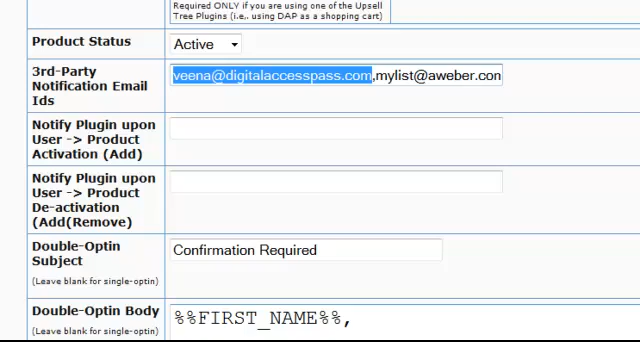 Required ONLY if you are using one of the Upsell
Tree Plugins (i.e.. using DAP as a shopping cart)
Product Status
Active
3rd-Party
Notification Email
Ids
veena@digitalaccesspass.com,mylist@aweber.con
Notify Plugin upon
User -> Product
Activation (Add)
Notify Plugin upon
User -> Product
De-activation
(Add(Remove)
Double-Optin
Subject
(Leave blank for single-optin)
Confirmation Required
Double-Optin Body
(Leave blank for single-optin)
%%FIRST_NAME%%,